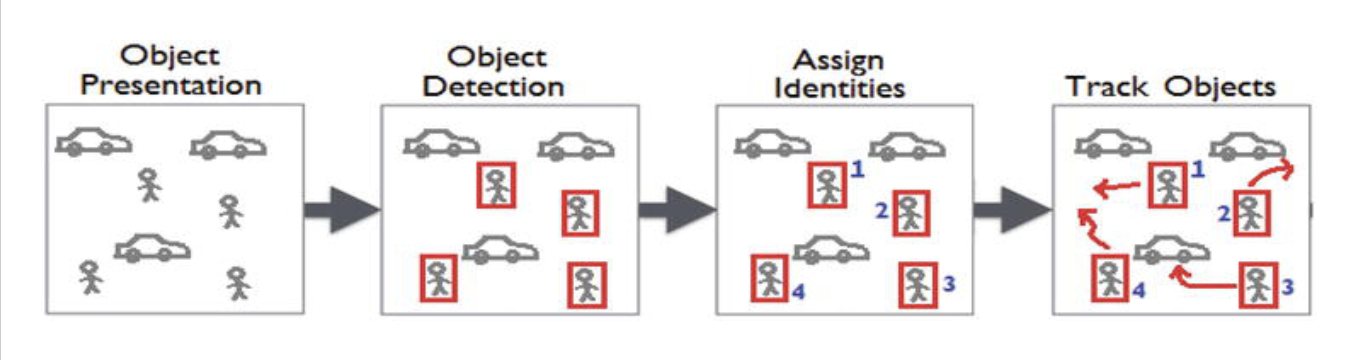 Object
Presentation
Object
Detection
Assign
Identities
Track Objects
1
2
3
4
1
2
3
4